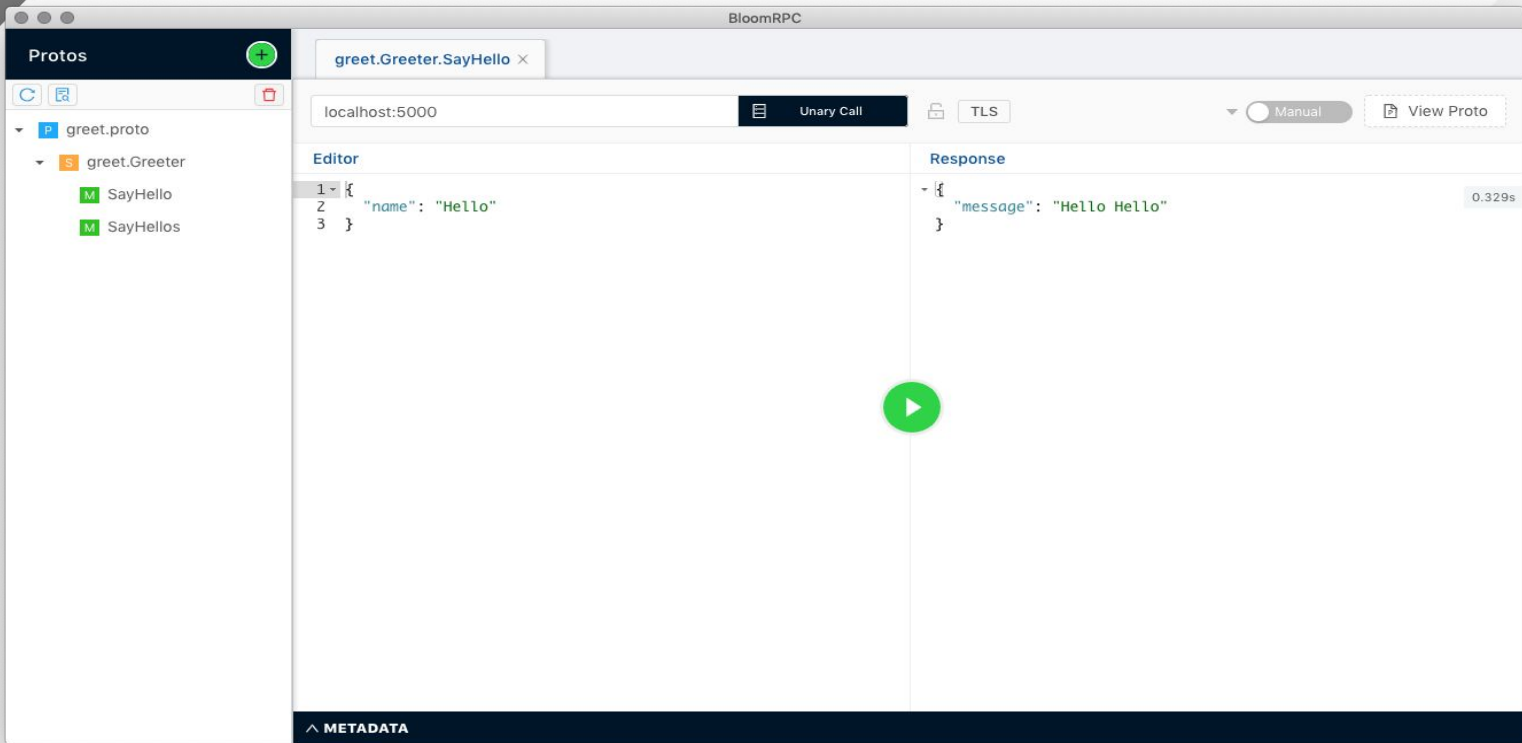 BloomRPC
Protos
+
greet.Greeter.SayHello ×
localhost:5000
Unary Call
TLS
Manual
View Proto
P greet.proto
S greet.Greeter
M SayHello
M SayHellos
Editor
1 {
2 "name": "Hello"
3 }
Response
{
"message": "Hello Hello"
}
0.329s
METADATA